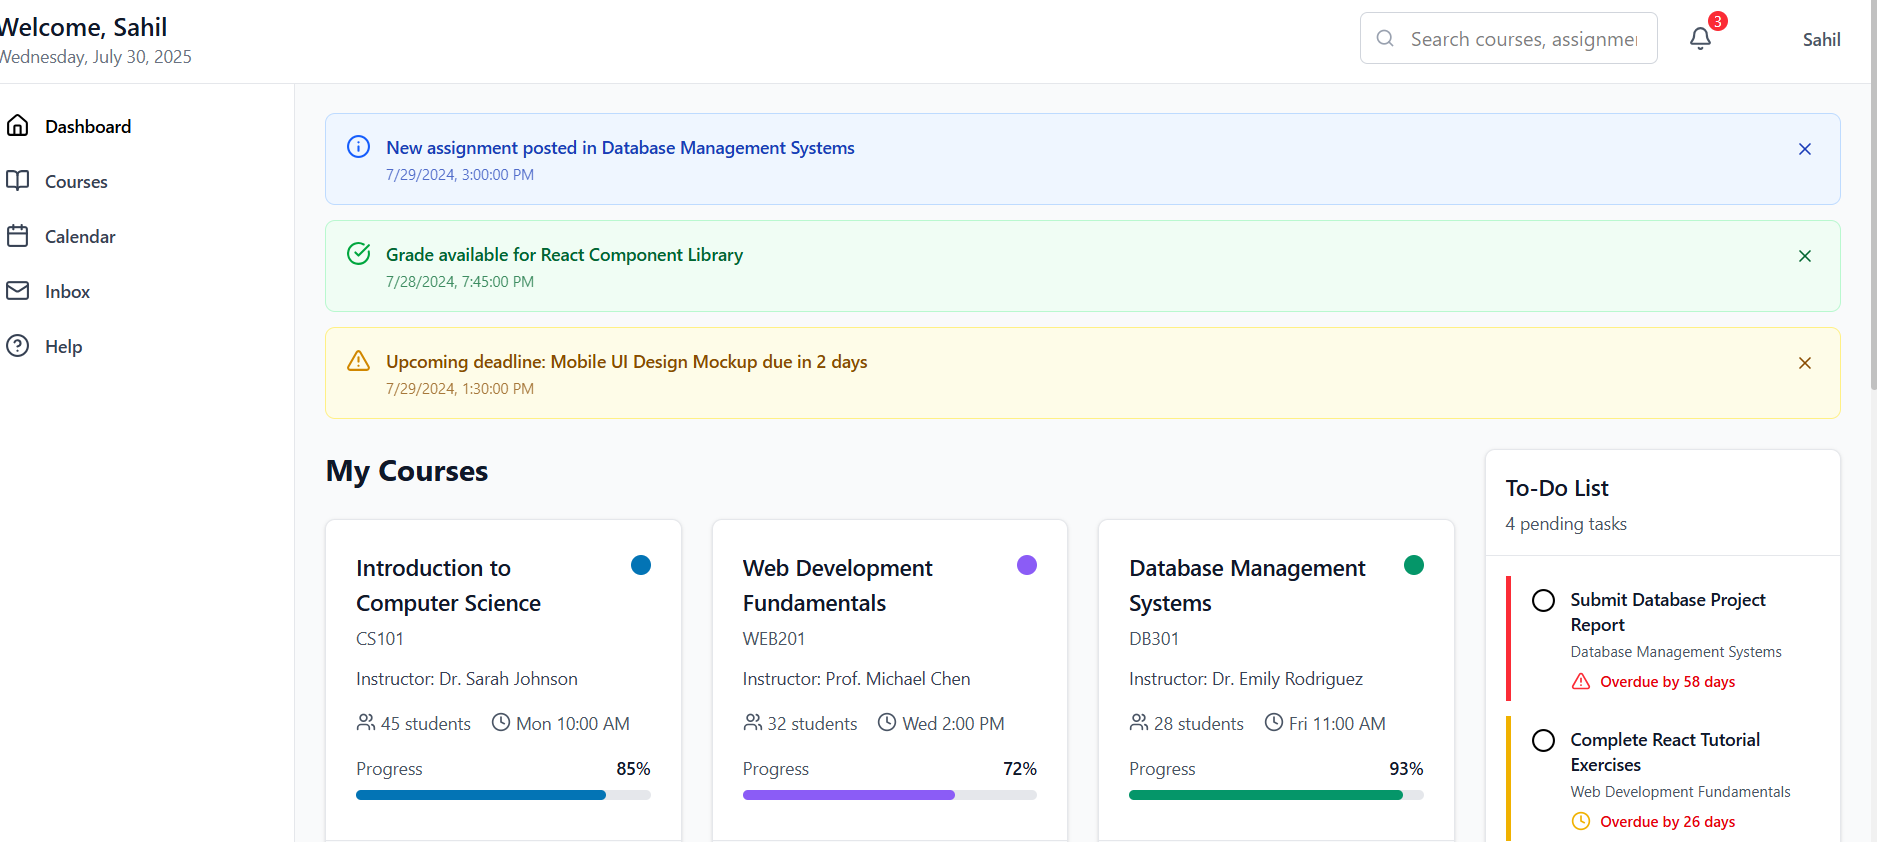 Welcome, Sahil
Wednesday, July 30, 2025
Search courses, assignmen
3
Sahil
Dashboard
Courses
Calendar
Inbox
Help
New assignment posted in Database Management Systems
7/29/2024, 3:00:00 PM
Grade available for React Component Library
7/28/2024, 7:45:00 PM
Upcoming deadline: Mobile UI Design Mockup due in 2 days
7/29/2024, 1:30:00 PM
My Courses
Introduction to
Computer Science
CS101
Instructor: Dr. Sarah Johnson
45 students Mon 10:00 AM
Progress 85%
Web Development
Fundamentals
WEB201
Instructor: Prof. Michael Chen
32 students Wed 2:00 PM
Progress 72%
Database Management
Systems
DB301
Instructor: Dr. Emily Rodriguez
28 students Fri 11:00 AM
Progress 93%
To-Do List
4 pending tasks
Submit Database Project
Report
Database Management Systems
Overdue by 58 days
Complete React Tutorial
Exercises
Web Development Fundamentals
Overdue by 26 days